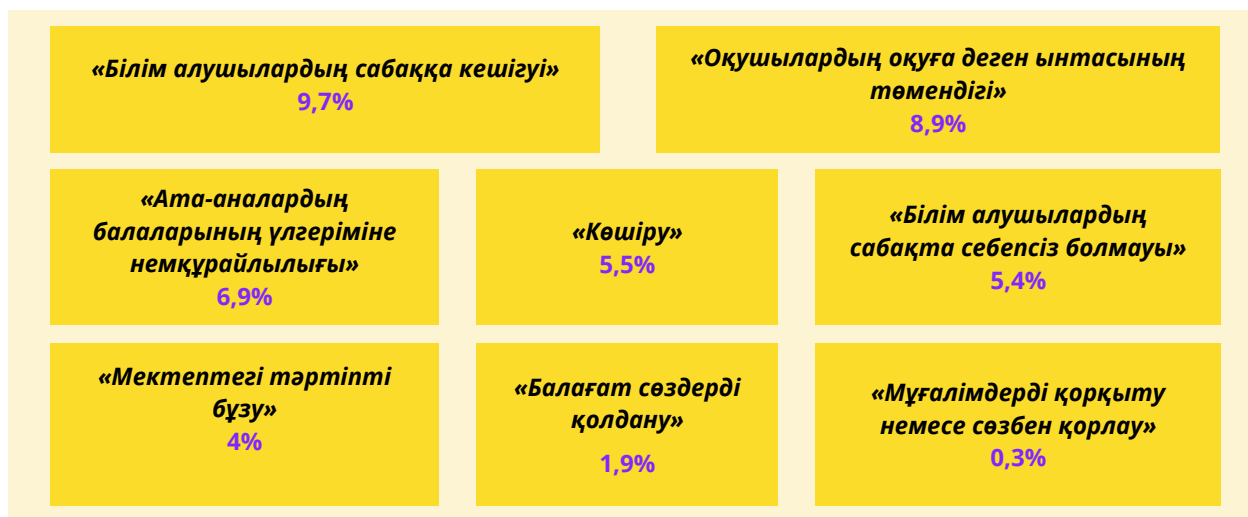 «Білім алушылардың сабаққа кешігуі»
9,7%
«Оқушылардың оқуға деген ынтасының
төмендігі»
8,9%
«Ата-аналардың
балаларының үлгеріміне
немқұрайлылығы»
6,9%
«Көшіру»
5,5%
«Білім алушылардың
сабақта себепсіз болмауы»
5,4%
«Мектептегі тәртіпті
бұзу»
4%
«Балағат сөздерді
қолдану»
1,9%
«Мұғалімдерді қорқыту
немесе сөзбен қорлау»
0,3%